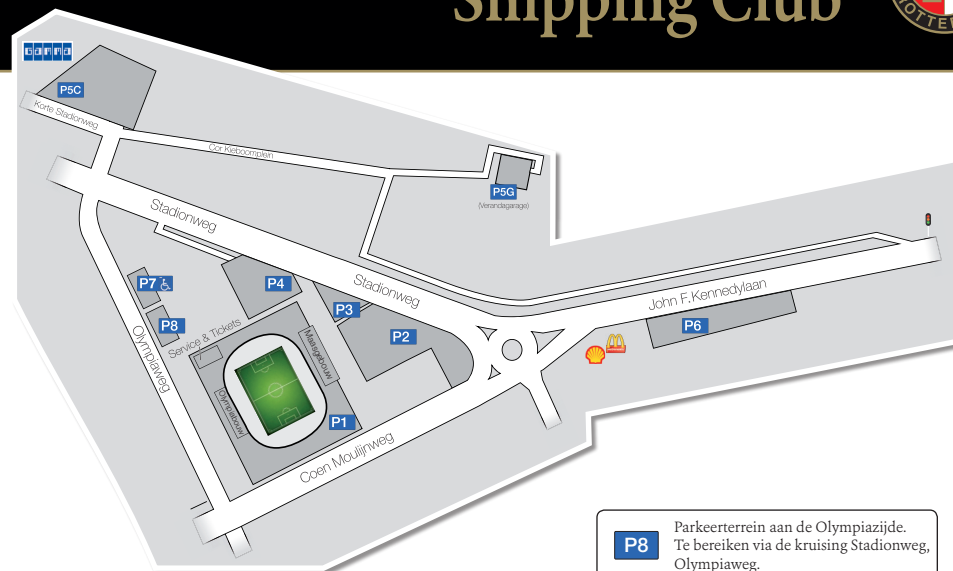 Shipping Club
ROTTE
GAMMA
P5C
Korte Stadionweg
Cor Kieboomplein
P5G
(Verandagarage)
Stadionweg
Stadionweg
P7
P4
P3
P8
P2
Service & Tickets
Maasgebouw
Olympiaweg
Olympiabouw
P1
Coen Moulijnweg
John F. Kennedylaan
P6
P8
Parkeerterrein aan de Olympiazijde.
Te bereiken via de kruising Stadionweg,
Olympiaweg.